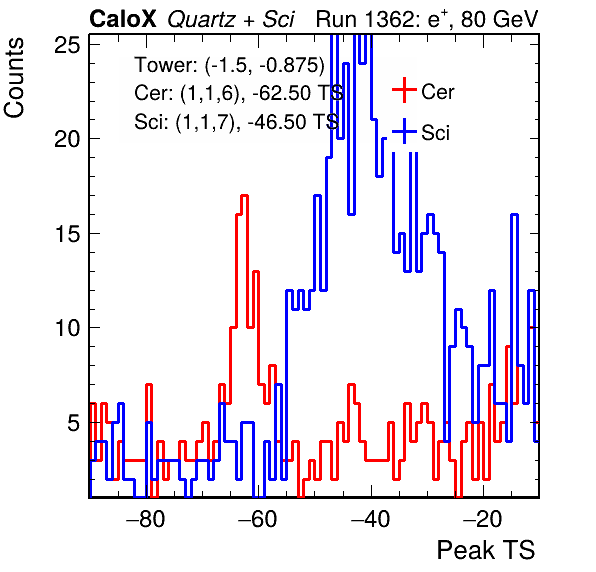 CaloX Quartz + Sci Run 1362: e⁺, 80 GeV
Counts
25
20
15
10
5
Tower: (-1.5, -0.875)
Cer: (1,1,6), -62.50 TS
Sci: (1,1,7), -46.50 TS
Cer
Sci
−80 −60 −40 −20
Peak TS